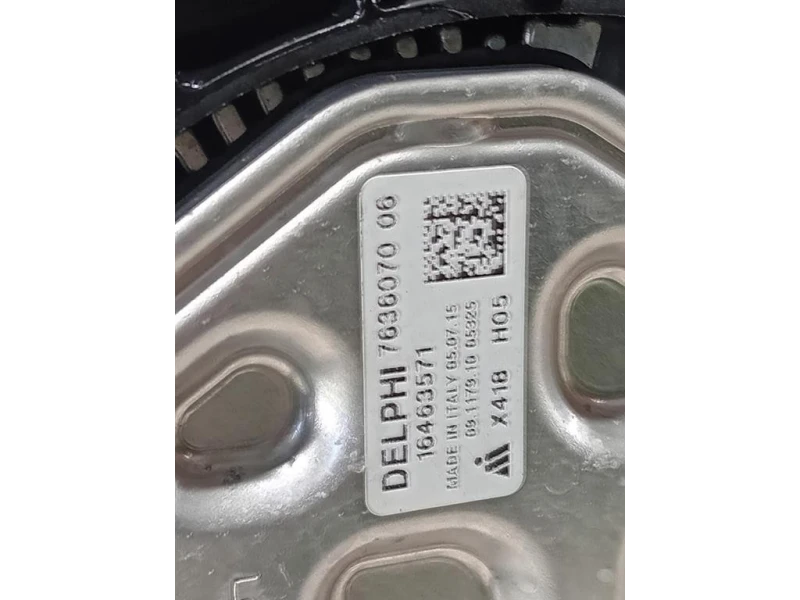 DELPHI 7636070 06
16463571
MADE IN ITALY 05.07.15
09.1179.10 05325
X418 H05